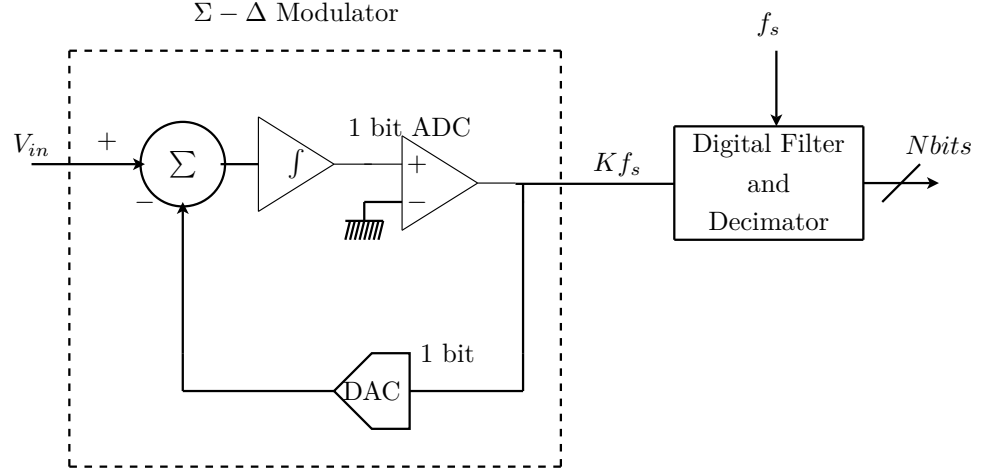 Σ − Δ Modulator
f_s
V_in
+
−
Σ
∫
1 bit ADC
+
−
Kf_s
Digital Filter
and
Decimator
Nbits
1 bit
DAC